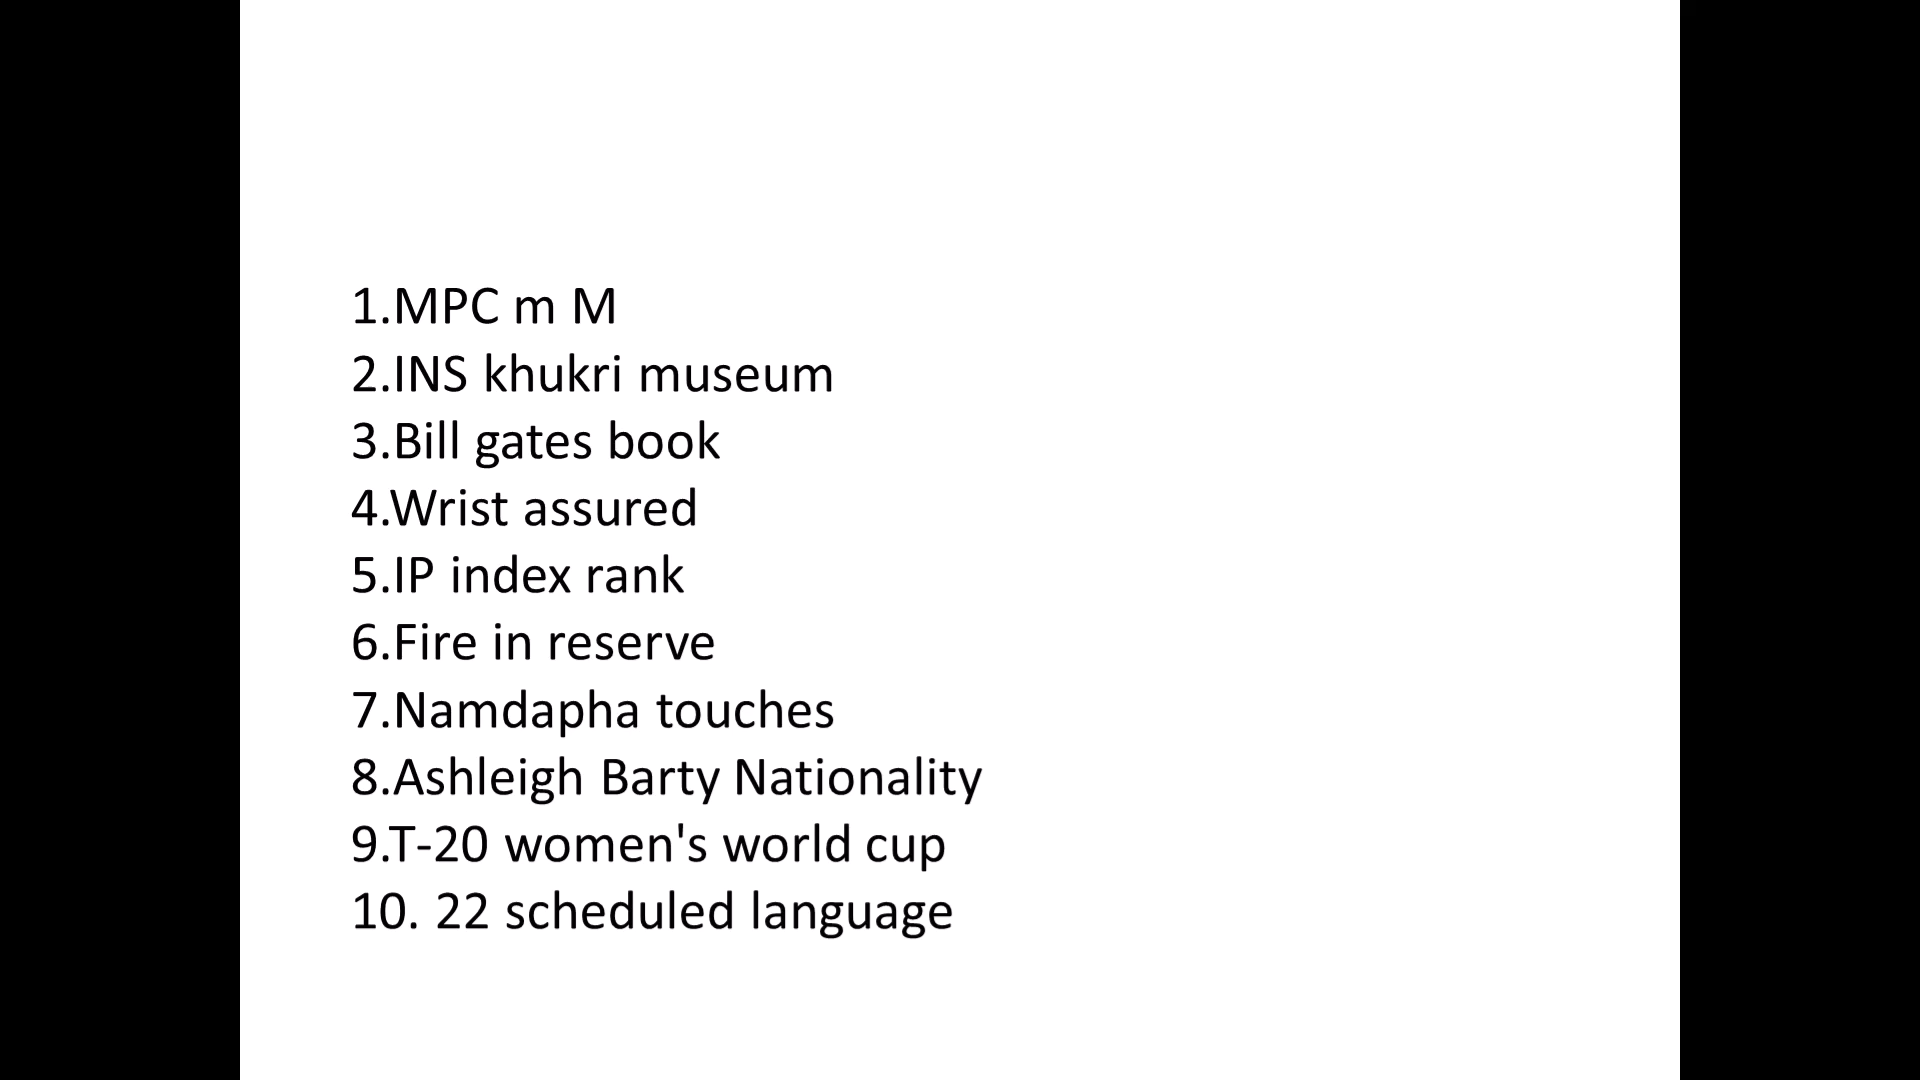 1.MPC m M
2.INS khukri museum
3.Bill gates book
4.Wrist assured
5.IP index rank
6.Fire in reserve
7.Namdapha touches
8.Ashleigh Barty Nationality
9.T-20 women's world cup
10. 22 scheduled language